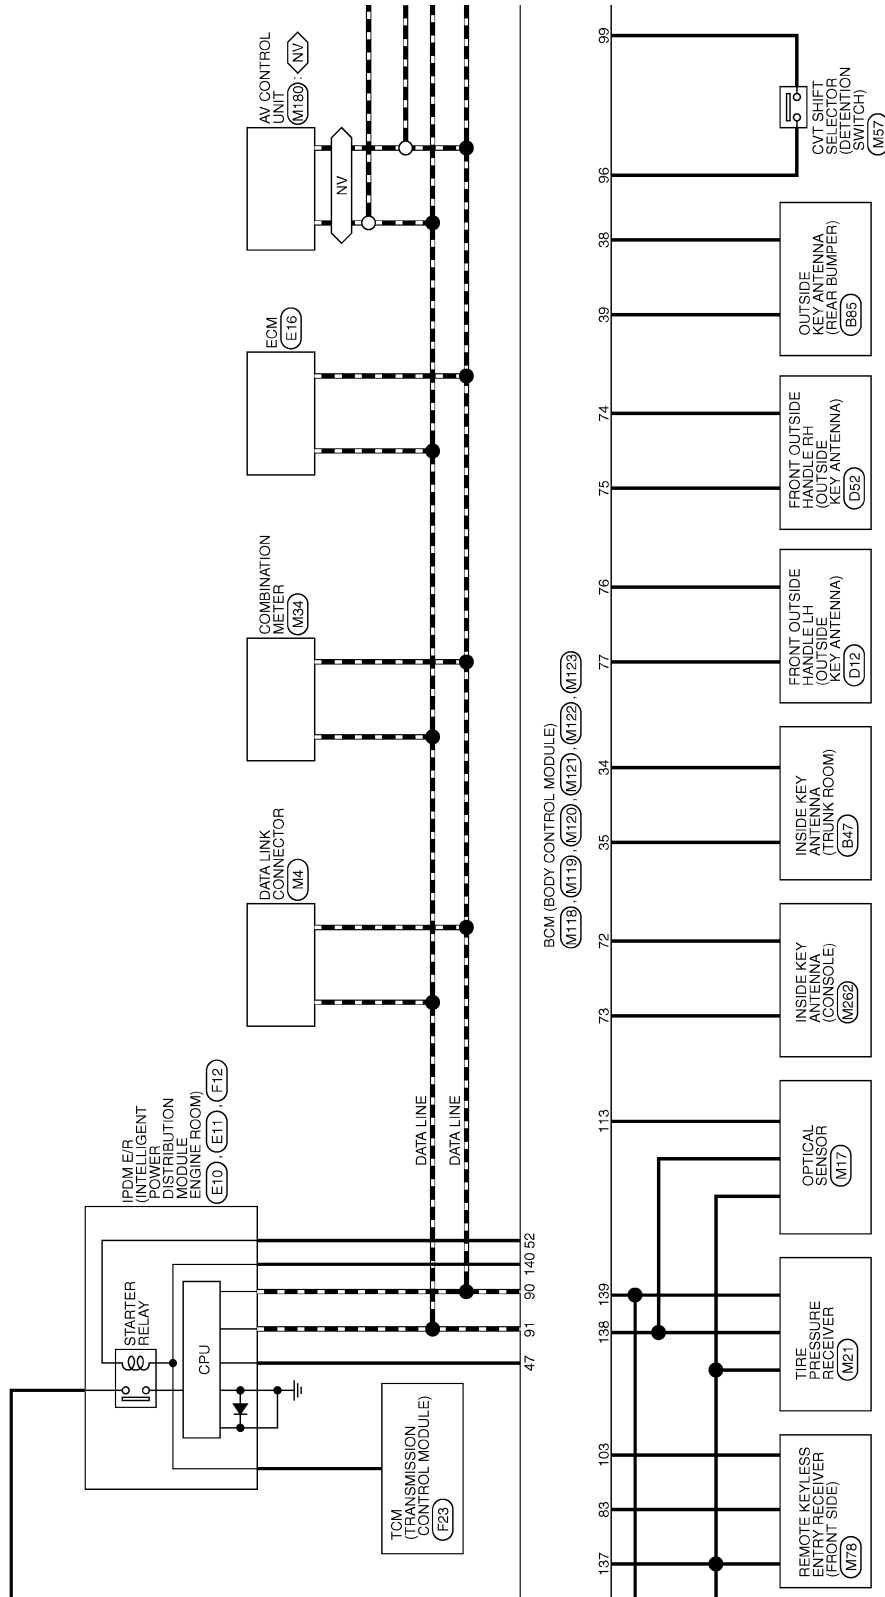 AV CONTROL
UNIT
M180 : NV
NV
ECM
E16
COMBINATION
METER
M34
DATA LINK
CONNECTOR
M4
IPDM E/R
(INTELLIGENT
POWER
DISTRIBUTION
MODULE
ENGINE ROOM)
E10 , E11 , F12
STARTER
RELAY
CPU
TCM
(TRANSMISSION
CONTROL MODULE)
F23
DATA LINE
DATA LINE
52
140
90
91
47
BCM (BODY CONTROL MODULE)
M118 , M119 , M120 , M121 , M122 , M123
99
96
38
39
74
75
76
77
34
35
72
73
113
139
138
103
83
137
CVT SHIFT
SELECTOR
(DETENTION
SWITCH)
M57
OUTSIDE
KEY ANTENNA
(REAR BUMPER)
B85
FRONT OUTSIDE
HANDLE RH
(OUTSIDE
KEY ANTENNA)
D52
FRONT OUTSIDE
HANDLE LH
(OUTSIDE
KEY ANTENNA)
D12
INSIDE KEY
ANTENNA
(TRUNK ROOM)
B47
INSIDE KEY
ANTENNA
(CONSOLE)
M262
OPTICAL
SENSOR
M17
TIRE
PRESSURE
RECEIVER
M21
REMOTE KEYLESS
ENTRY RECEIVER
(FRONT SIDE)
M78